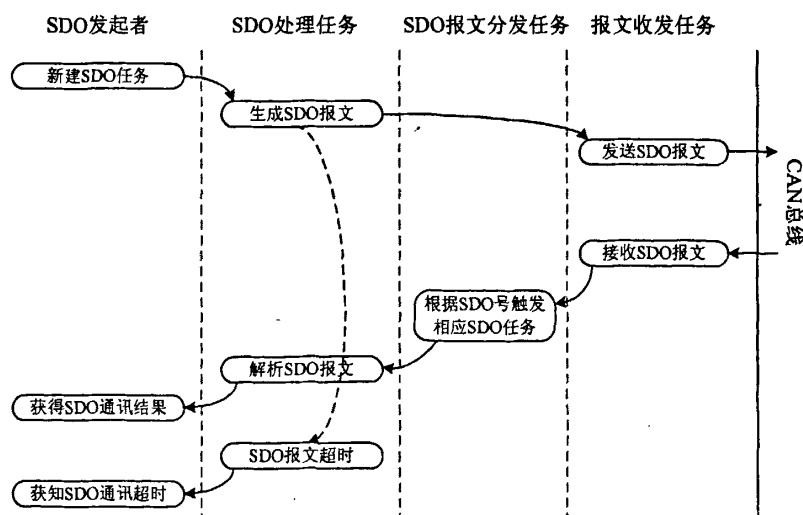 SDO发起者
SDO处理任务
SDO报文分发任务
报文收发任务
新建SDO任务
生成SDO报文
发送SDO报文
CAN总线
接收SDO报文
根据SDO号触发
相应SDO任务
解析SDO报文
获得SDO通讯结果
SDO报文超时
获知SDO通讯超时